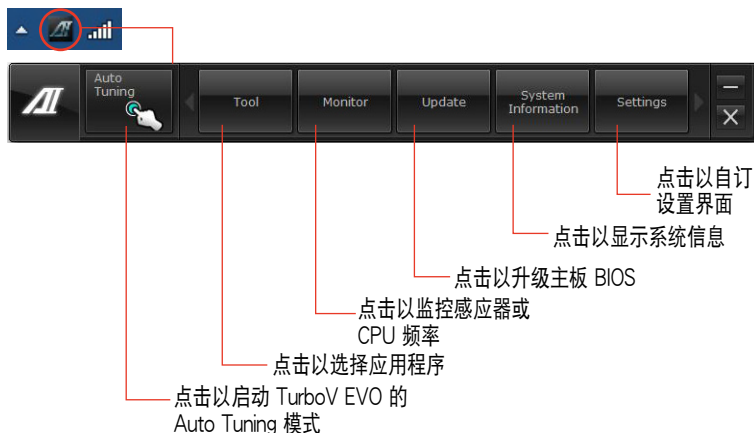 Auto
Tuning
Tool
Monitor
Update
System
Information
Settings
点击以自订
设置界面
点击以显示系统信息
点击以升级主板 BIOS
点击以监控感应器或
CPU 频率
点击以选择应用程序
点击以启动 TurboV EVO 的
Auto Tuning 模式